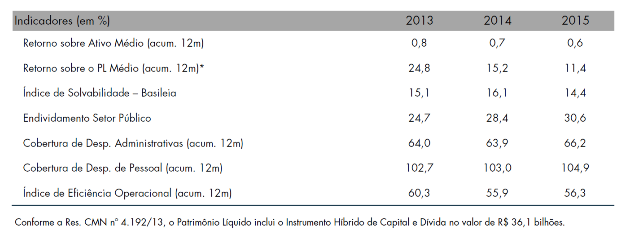 Indicadores (em %) 2013 2014 2015
Retorno sobre Ativo Médio (acum. 12m) 0,8 0,7 0,6
Retorno sobre o PL Médio (acum. 12m)* 24,8 15,2 11,4
Índice de Solvabilidade – Basileia 15,1 16,1 14,4
Endividamento Setor Público 24,7 28,4 30,6
Cobertura de Desp. Administrativas (acum. 12m) 64,0 63,9 66,2
Cobertura de Desp. de Pessoal (acum. 12m) 102,7 103,0 104,9
Índice de Eficiência Operacional (acum. 12m) 60,3 55,9 56,3
Conforme a Res. CMN nº 4.192/13, o Patrimônio Líquido inclui o Instrumento Híbrido de Capital e Dívida no valor de R$ 36,1 bilhões.